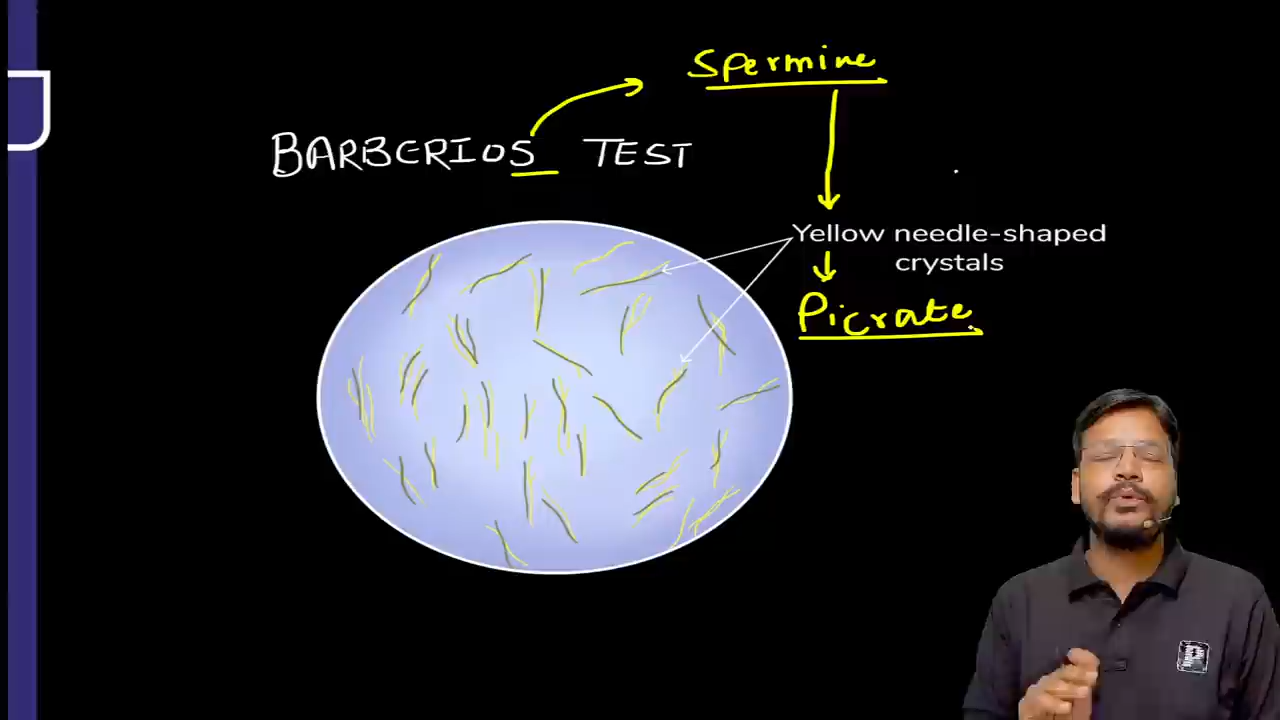 Spermine
BARBERIOS TEST
Yellow needle-shaped
crystals
Picrate